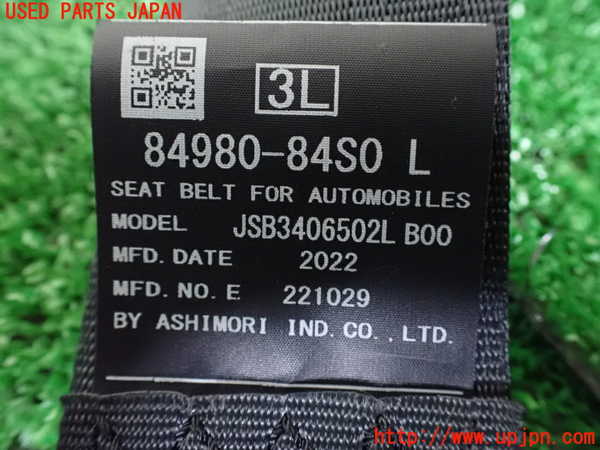 USED PARTS JAPAN
3L
84980-84S0 L
SEAT BELT FOR AUTOMOBILES
MODEL JSB3406502L B00
MFD. DATE 2022
MFD. NO. E 221029
BY ASHIMORI IND. CO., LTD.
http://www.upjpn.com/